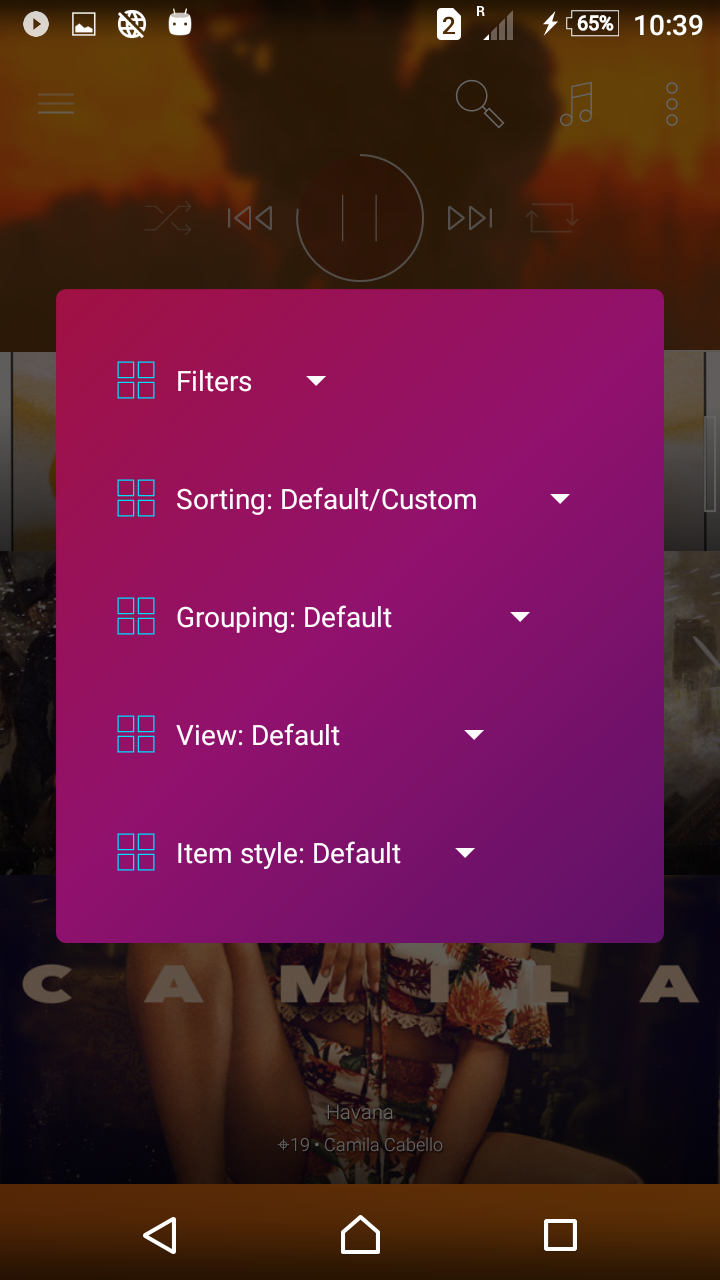 2 R 65% 10:39
Filters
Sorting: Default/Custom
Grouping: Default
View: Default
Item style: Default
CAMILA
Havana
⌖19 • Camila Cabello